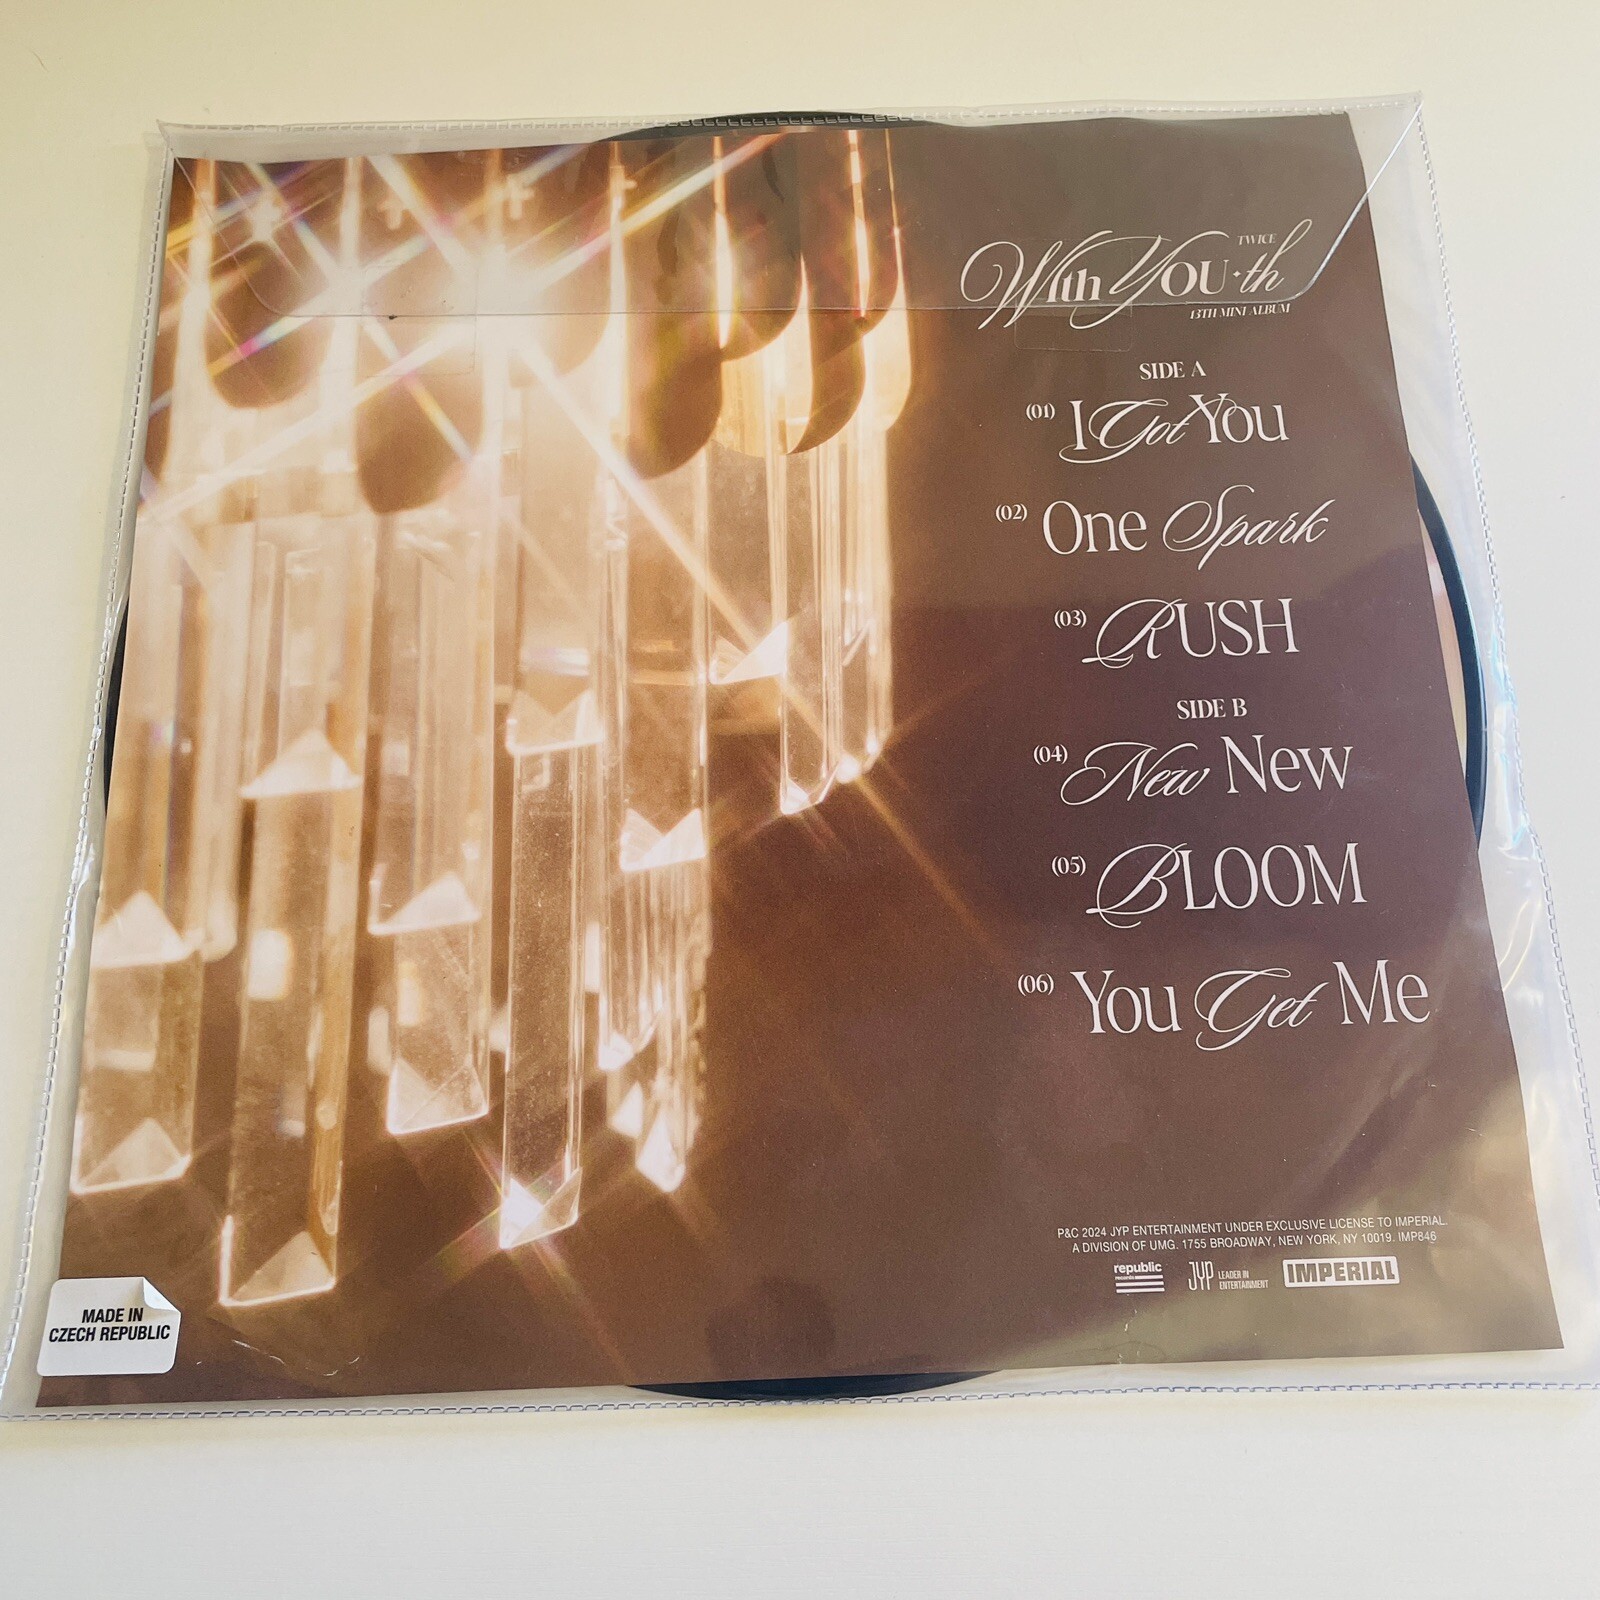 TWICE
With YOU-th
13TH MINI ALBUM
SIDE A
(01) I Got You
(02) One Spark
(03) RUSH
SIDE B
(04) New New
(05) BLOOM
(06) You Get Me
P&C 2024 JYP ENTERTAINMENT UNDER EXCLUSIVE LICENSE TO IMPERIAL.
A DIVISION OF UMG. 1755 BROADWAY, NEW YORK, NY 10019. IMP846
republic
records
JYP LEADER IN
ENTERTAINMENT
IMPERIAL
MADE IN
CZECH REPUBLIC